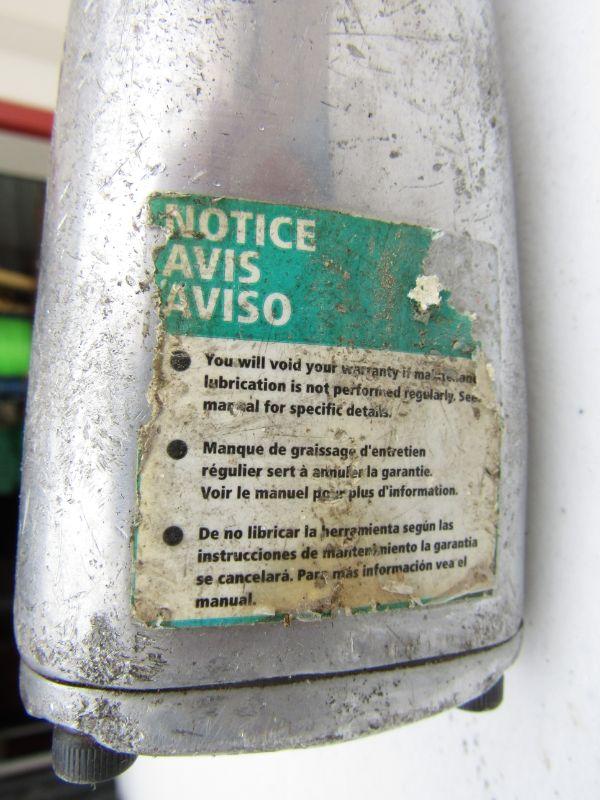 NOTICE
AVIS
AVISO
You will void your warranty if maintenance
lubrication is not performed regularly. See
manual for specific details.
Manque de graissage d'entretien
régulier sert à annuler la garantie.
Voir le manuel pour plus d'information.
De no libricar la herramienta según las
instrucciones de mantenimiento la garantia
se cancelará. Para más información vea el
manual.